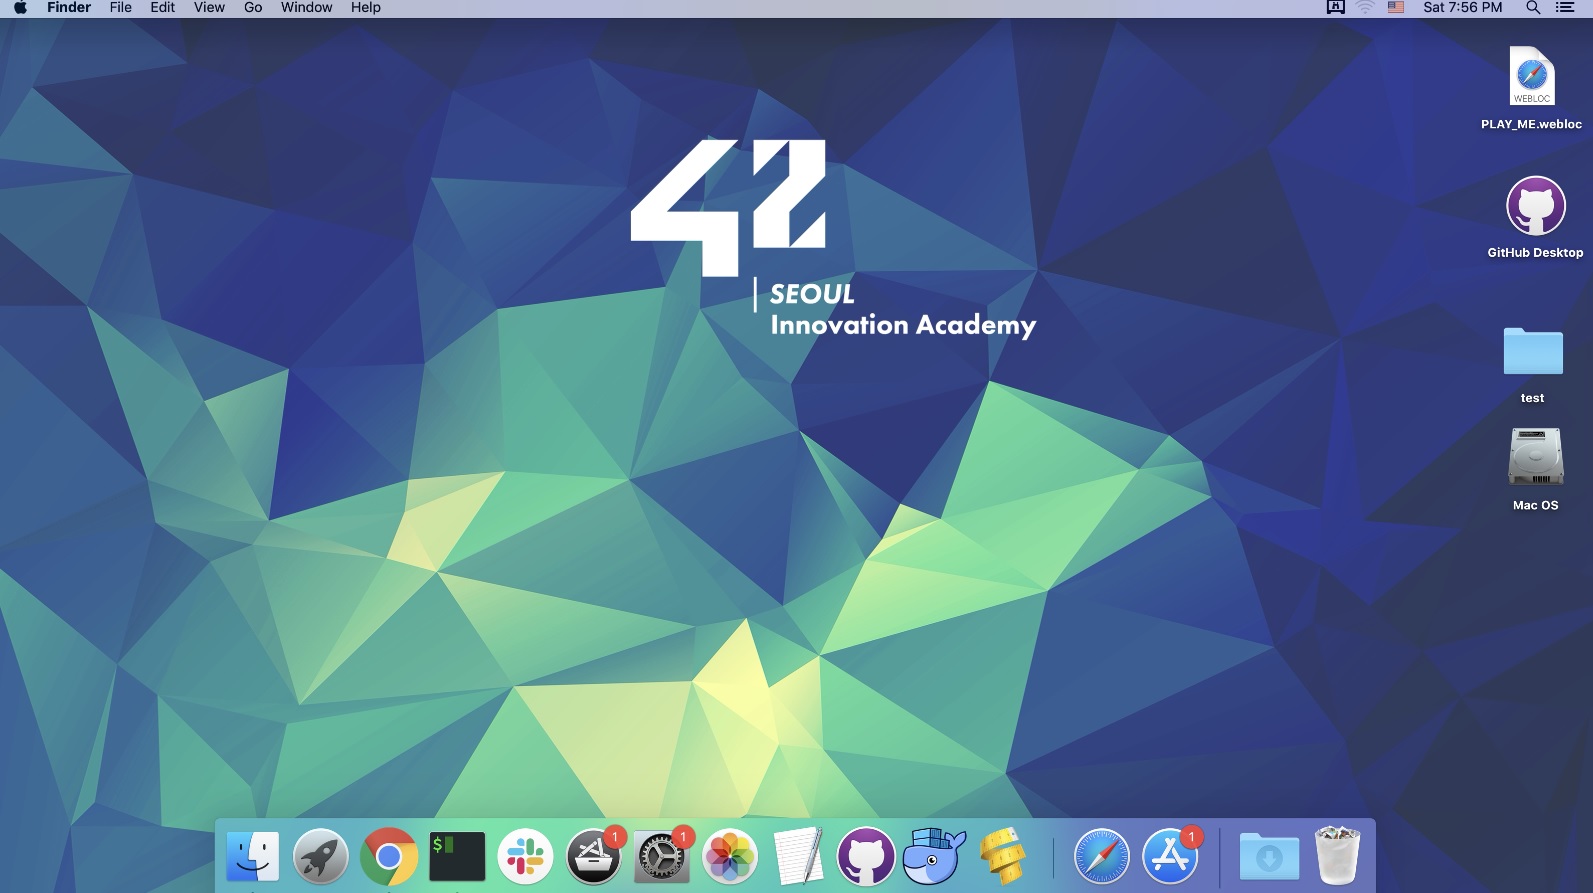 Finder File Edit View Go Window Help Sat 7:56 PM
WEBLOC
PLAY_ME.webloc
42
GitHub Desktop
SEOUL
Innovation Academy
test
Mac OS
$
1
1
1